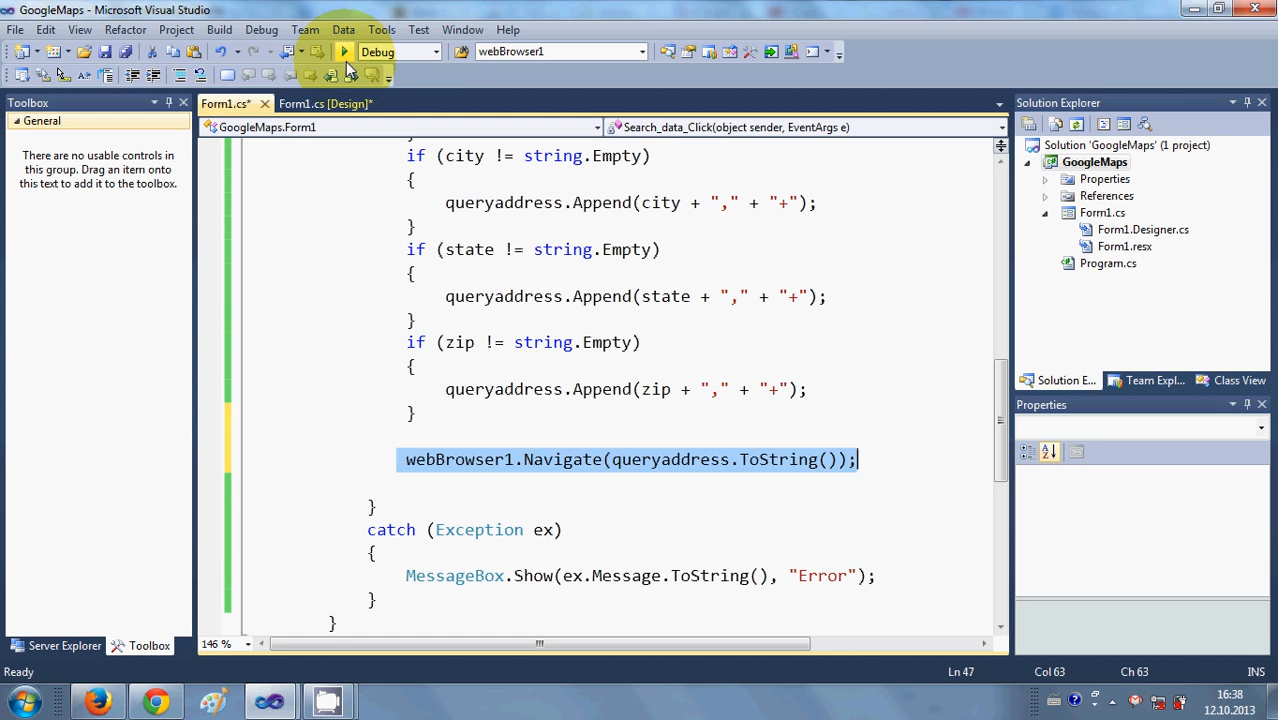 GoogleMaps - Microsoft Visual Studio
File Edit View Refactor Project Build Debug Team Data Tools Test Window Help
Debug webBrowser1
Toolbox
General
There are no usable controls in
this group. Drag an item onto
this text to add it to the toolbox.
Server Explorer Toolbox
Form1.cs* Form1.cs [Design]*
GoogleMaps.Form1 Search_data_Click(object sender, EventArgs e)
}
if (city != string.Empty)
{
queryaddress.Append(city + "," + "+");
}
if (state != string.Empty)
{
queryaddress.Append(state + "," + "+");
}
if (zip != string.Empty)
{
queryaddress.Append(zip + "," + "+");
}
webBrowser1.Navigate(queryaddress.ToString());
}
catch (Exception ex)
{
MessageBox.Show(ex.Message.ToString(), "Error");
}
}
146 %
Solution Explorer
Solution 'GoogleMaps' (1 project)
GoogleMaps
Properties
References
Form1.cs
Form1.Designer.cs
Form1.resx
Program.cs
Solution E... Team Expl... Class View
Properties
Ready Ln 47 Col 63 Ch 63 INS
16:38
12.10.2013